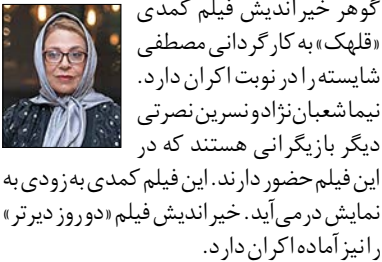 گوهر خیراندیش فیلم کمدی
«قلهک» به کارگردانی مصطفی
شایسته را در نوبت اکران دارد.
نیما شعبان‌نژاد و نسرین نصرتی
دیگر بازیگرانی هستند که در
این فیلم حضور دارند. این فیلم کمدی به زودی به
نمایش درمی‌آید. خیراندیش فیلم «دو روز دیرتر»
را نیز آماده اکران دارد.